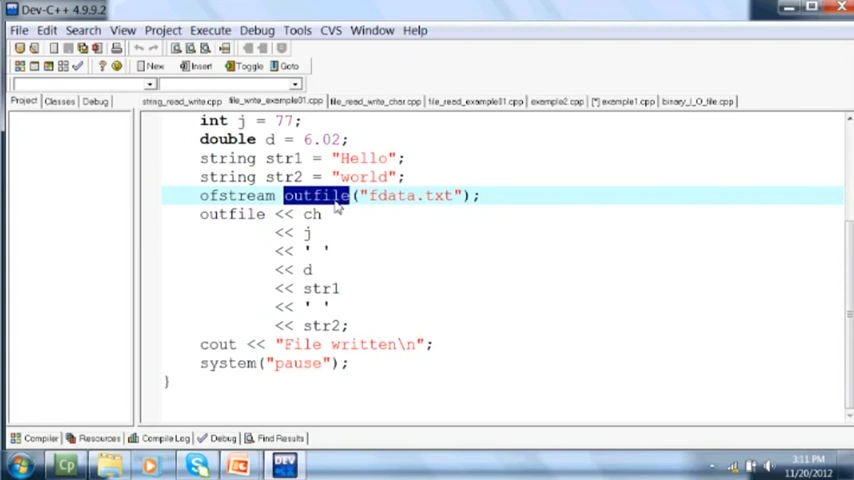 Dev-C++ 4.9.9.2
File Edit Search View Project Execute Debug Tools CVS Window Help
New Insert Toggle Goto
Project Classes Debug string_read_write.cpp file_write_example01.cpp file_read_write_char.cpp file_read_example01.cpp example2.cpp [*] example1.cpp binary_I_O_file.cpp
int j = 77;
double d = 6.02;
string str1 = "Hello";
string str2 = "world";
ofstream outfile("fdata.txt");
outfile << ch
<< j
<< ' '
<< d
<< str1
<< ' '
<< str2;
cout << "File written\n";
system("pause");
}
Compiler Resources Compile Log Debug Find Results
Cp DEV 3:11 PM
11/20/2012